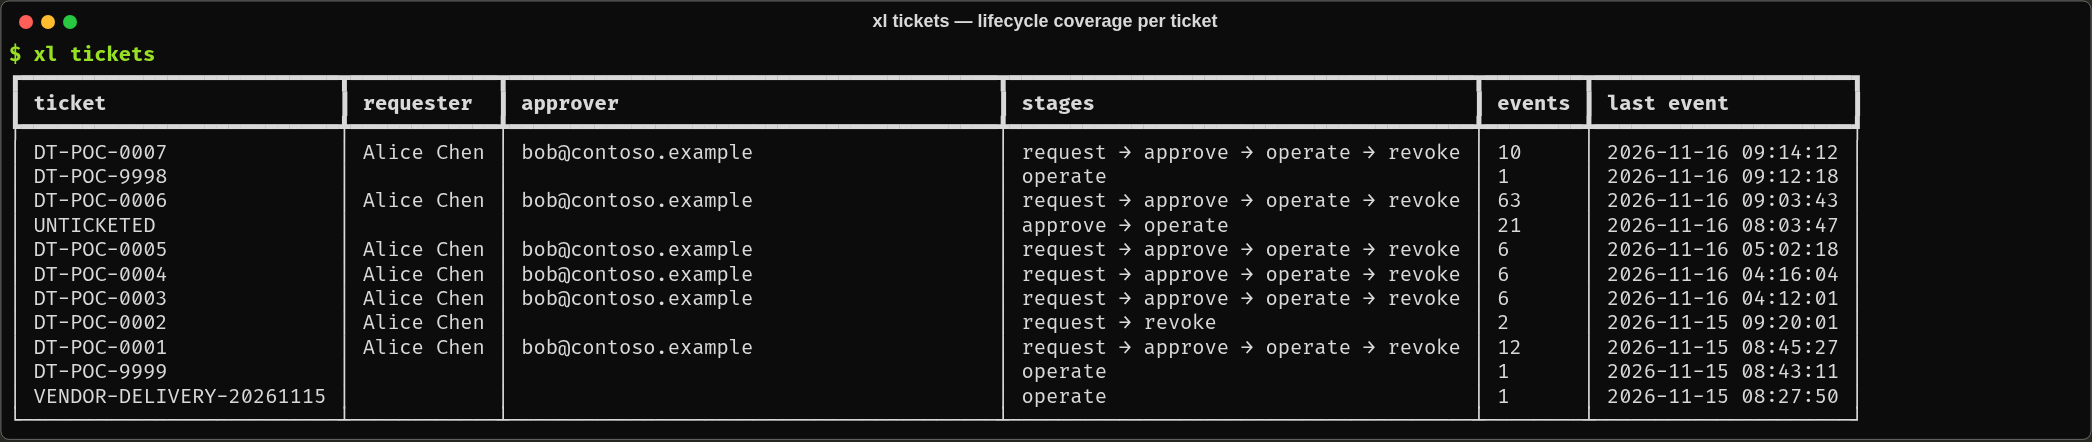 xl tickets — lifecycle coverage per ticket
$ xl tickets
ticket requester approver stages events last event
DT-POC-0007 Alice Chen bob@contoso.example request → approve → operate → revoke 10 2026-11-16 09:14:12
DT-POC-9998 operate 1 2026-11-16 09:12:18
DT-POC-0006 Alice Chen bob@contoso.example request → approve → operate → revoke 63 2026-11-16 09:03:43
UNTICKETED approve → operate 21 2026-11-16 08:03:47
DT-POC-0005 Alice Chen bob@contoso.example request → approve → operate → revoke 6 2026-11-16 05:02:18
DT-POC-0004 Alice Chen bob@contoso.example request → approve → operate → revoke 6 2026-11-16 04:16:04
DT-POC-0003 Alice Chen bob@contoso.example request → approve → operate → revoke 6 2026-11-16 04:12:01
DT-POC-0002 Alice Chen request → revoke 2 2026-11-15 09:20:01
DT-POC-0001 Alice Chen bob@contoso.example request → approve → operate → revoke 12 2026-11-15 08:45:27
DT-POC-9999 operate 1 2026-11-15 08:43:11
VENDOR-DELIVERY-20261115 operate 1 2026-11-15 08:27:50